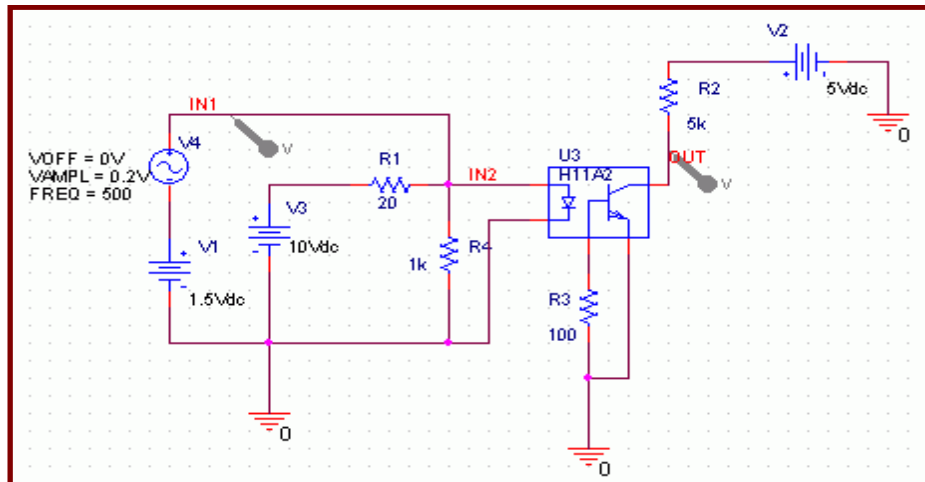 V2
IN1
R2
5Vdc
V4
5k
0
VOFF = 0V
VAMPL = 0.2V
FREQ = 500
R1
U3
H11A2
OUT
V
V
IN2
20
V3
V1
10Vdc
R4
1k
1.5Vdc
R3
100
0
0